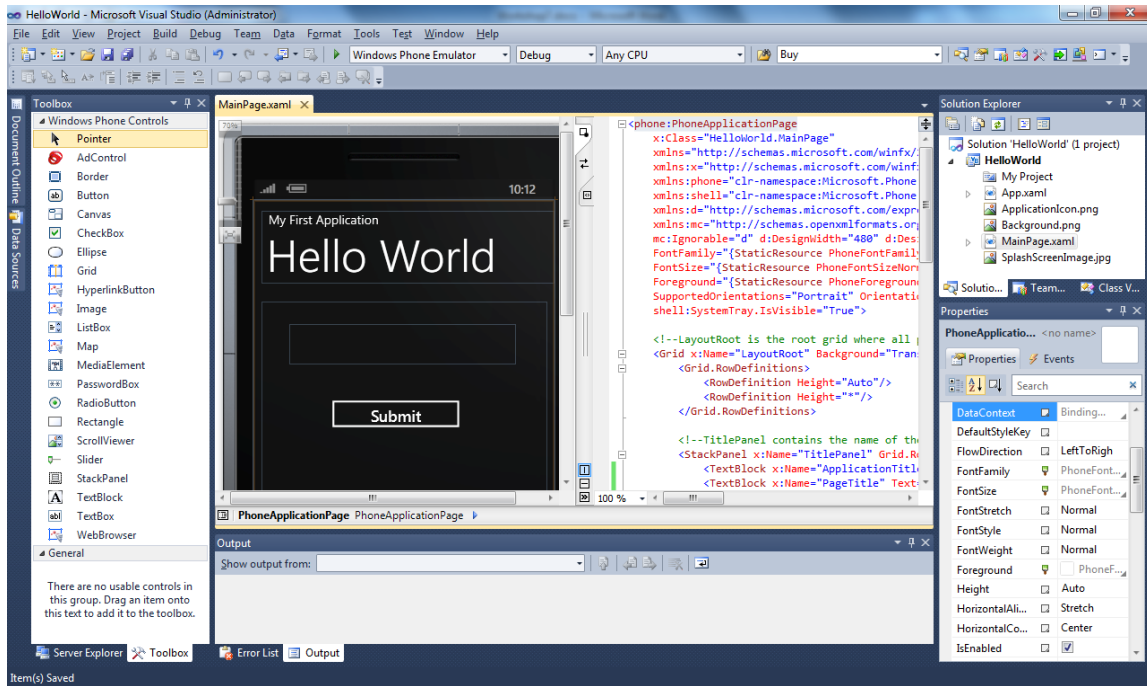 HelloWorld - Microsoft Visual Studio (Administrator)
File Edit View Project Build Debug Team Data Format Tools Test Window Help
Windows Phone Emulator Debug Any CPU Buy
Document Outline
Data Sources
Toolbox
Windows Phone Controls
Pointer
AdControl
Border
Button
Canvas
CheckBox
Ellipse
Grid
HyperlinkButton
Image
ListBox
Map
MediaElement
PasswordBox
RadioButton
Rectangle
ScrollViewer
Slider
StackPanel
TextBlock
TextBox
WebBrowser
General
There are no usable controls in
this group. Drag an item onto
this text to add it to the toolbox.
Server Explorer Toolbox
MainPage.xaml
70%
10:12
My First Application
Hello World
Submit
<phone:PhoneApplicationPage
x:Class="HelloWorld.MainPage"
xmlns="http://schemas.microsoft.com/winfx/
xmlns:x="http://schemas.microsoft.com/winf
xmlns:phone="clr-namespace:Microsoft.Phone
xmlns:shell="clr-namespace:Microsoft.Phone
xmlns:d="http://schemas.microsoft.com/expr
xmlns:mc="http://schemas.openxmlformats.or
mc:Ignorable="d" d:DesignWidth="480" d:Des
FontFamily="{StaticResource PhoneFontFamil
FontSize="{StaticResource PhoneFontSizeNor
Foreground="{StaticResource PhoneForegroun
SupportedOrientations="Portrait" Orientati
shell:SystemTray.IsVisible="True">
<!--LayoutRoot is the root grid where all p
<Grid x:Name="LayoutRoot" Background="Tran
<Grid.RowDefinitions>
<RowDefinition Height="Auto"/>
<RowDefinition Height="*"/>
</Grid.RowDefinitions>
<!--TitlePanel contains the name of the
<StackPanel x:Name="TitlePanel" Grid.R
<TextBlock x:Name="ApplicationTitl
<TextBlock x:Name="PageTitle" Text
100 %
PhoneApplicationPage PhoneApplicationPage
Output
Show output from:
Error List Output
Solution Explorer
Solution 'HelloWorld' (1 project)
HelloWorld
My Project
App.xaml
ApplicationIcon.png
Background.png
MainPage.xaml
SplashScreenImage.jpg
Solutio... Team... Class V...
Properties
PhoneApplicatio... <no name>
Properties Events
Search
DataContext Binding...
DefaultStyleKey
FlowDirection LeftToRigh
FontFamily PhoneFont...
FontSize PhoneFont...
FontStretch Normal
FontStyle Normal
FontWeight Normal
Foreground PhoneF...
Height Auto
HorizontalAli... Stretch
HorizontalCo... Center
IsEnabled
Item(s) Saved